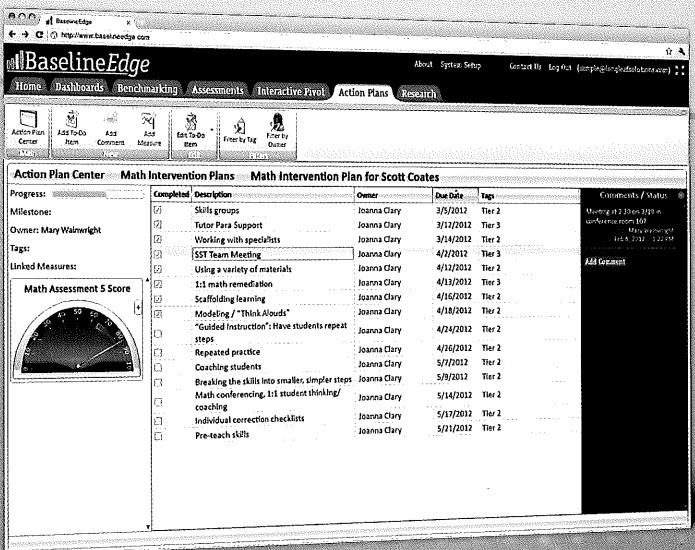 BaselineEdge
http://www.baselineedge.com
BaselineEdge
About System Setup Contact Us Log Out
Home Dashboards Benchmarking Assessments Interactive Pivot Action Plans Research
Action Plan Center
Add To-Do Item
Add Comment
Add Measure
Edit To-Do Item
Filter by Tag
Filter by Owner
Action Plan Center Math Intervention Plans Math Intervention Plan for Scott Coates
Progress:
Milestone:
Owner: Mary Wainwright
Tags:
Linked Measures:
Math Assessment 5 Score
Completed Description Owner Due Date Tags
Skills groups Joanna Clary 3/5/2012 Tier 2
Tutor Para Support Joanna Clary 3/12/2012 Tier 3
Working with specialists Joanna Clary 3/14/2012 Tier 2
SST Team Meeting Joanna Clary 4/2/2012 Tier 3
Using a variety of materials Joanna Clary 4/12/2012 Tier 2
1:1 math remediation Joanna Clary 4/13/2012 Tier 3
Scaffolding learning Joanna Clary 4/16/2012 Tier 2
Modeling / "Think Alouds" Joanna Clary 4/18/2012 Tier 2
"Guided Instruction": Have students repeat Joanna Clary 4/24/2012 Tier 2
steps
Repeated practice Joanna Clary 4/26/2012 Tier 2
Coaching students Joanna Clary 5/7/2012 Tier 2
Breaking the skills into smaller, simpler steps Joanna Clary 5/9/2012 Tier 2
Math conferencing, 1:1 student thinking/ Joanna Clary 5/14/2012 Tier 2
coaching
Individual correction checklists Joanna Clary 5/17/2012 Tier 2
Pre-teach skills Joanna Clary 5/21/2012 Tier 2
Comments / Status
Meeting at 2:30 on 3/19 in
conference room 107
Mary Wainwright
Feb 6, 2012
Add Comment